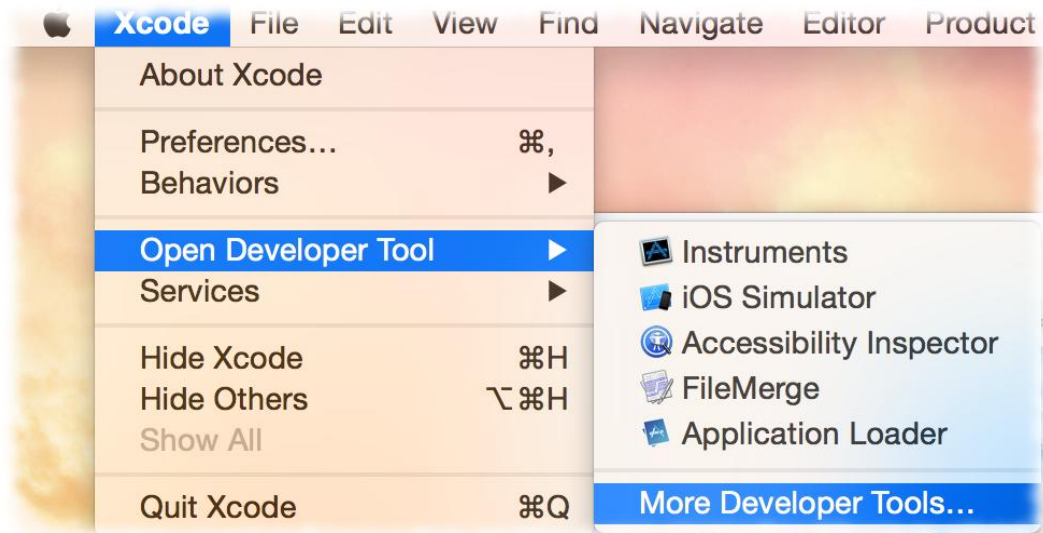 Xcode File Edit View Find Navigate Editor Product
About Xcode
Preferences... ⌘,
Behaviors ▶
Open Developer Tool ▶
Services ▶
Hide Xcode ⌘H
Hide Others ⌥⌘H
Show All
Quit Xcode ⌘Q
Instruments
iOS Simulator
Accessibility Inspector
FileMerge
Application Loader
More Developer Tools...